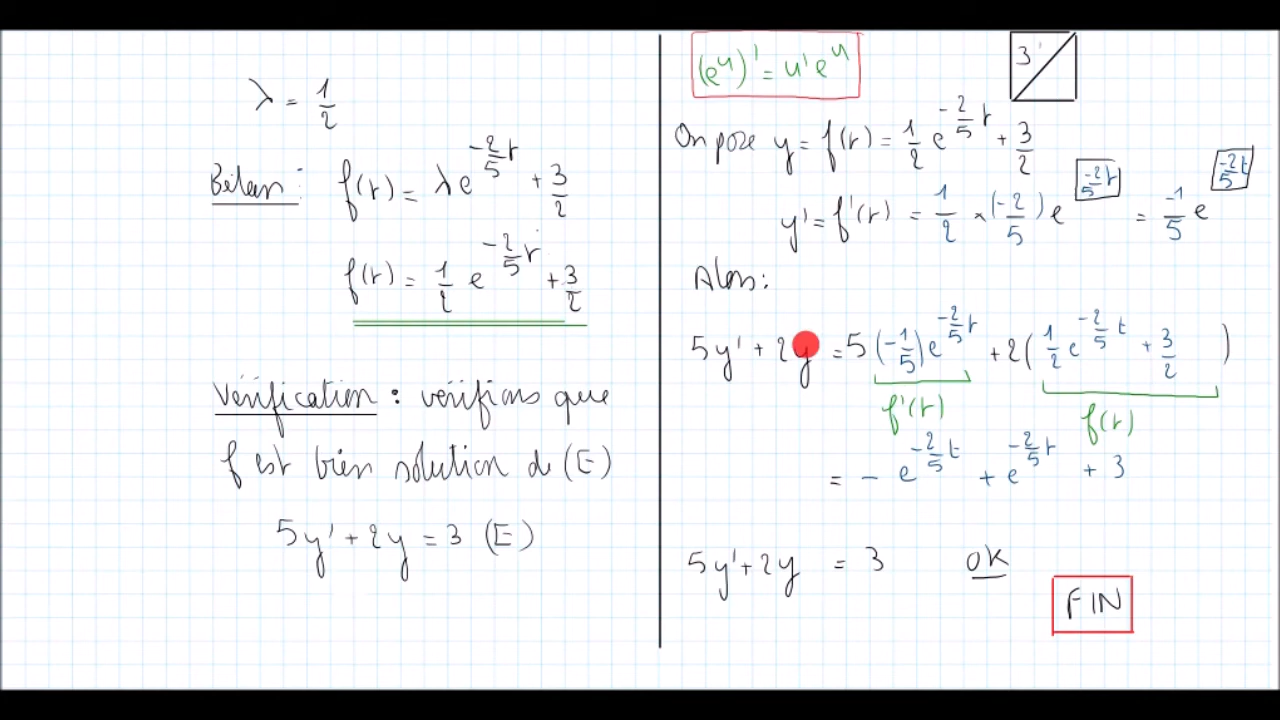 λ = 1/2
Bilan : f(t) = λe^(-2/5 t) + 3/2
f(t) = 1/2 e^(-2/5 t) + 3/2
Vérification : vérifions que
f est bien solution de (E)
5y' + 2y = 3 (E)
(e^u)' = u'e^u
3'
On pose y = f(t) = 1/2 e^(-2/5 t) + 3/2
y' = f'(t) = 1/2 × (-2/5) e^(-2/5 t) = -1/5 e^(-2/5 t)
Alors :
5y' + 2y = 5(-1/5)e^(-2/5 t) + 2(1/2 e^(-2/5 t) + 3/2)
f'(t) f(t)
= - e^(-2/5 t) + e^(-2/5 t) + 3
5y' + 2y = 3 OK
FIN